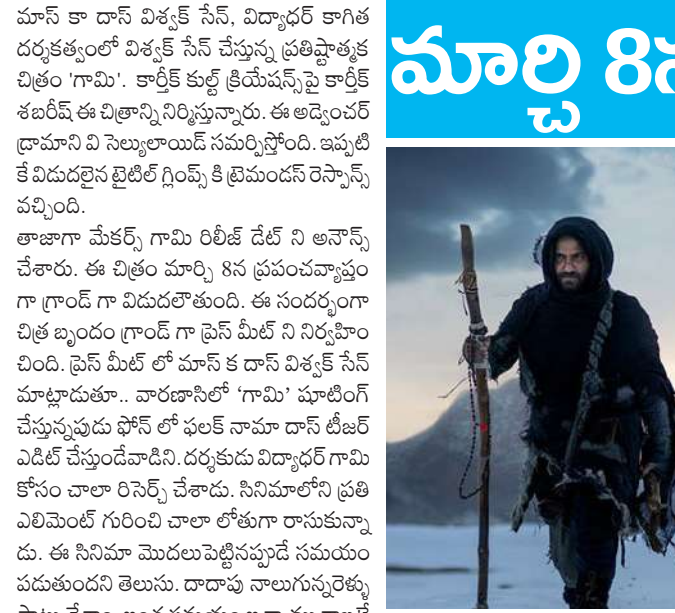 మాస్ కా దాస్ విశ్వక్ సేన్, విద్యాధర్ కాగిత
దర్శకత్వంలో విశ్వక్ సేన్ చేస్తున్న ప్రతిష్టాత్మక
చిత్రం 'గామి'. కార్తీక్ కుల్ట్ క్రియేషన్స్‌పై కార్తీక్
శబరీష్ ఈ చిత్రాన్ని నిర్మిస్తున్నారు. ఈ అడ్వెంచర్
డ్రామాని వి సెల్యులాయిడ్ సమర్పిస్తోంది. ఇప్పటి
కే విడుదలైన టైటిల్ గ్లింప్స్ కి ట్రెమండస్ రెస్పాన్స్
వచ్చింది.
తాజాగా మేకర్స్ గామి రిలీజ్ డేట్ ని అనౌన్స్
చేశారు. ఈ చిత్రం మార్చి 8న ప్రపంచవ్యాప్తం
గా గ్రాండ్ గా విడుదలౌతుంది. ఈ సందర్భంగా
చిత్ర బృందం గ్రాండ్ గా ప్రెస్ మీట్ ని నిర్వహిం
చింది. ప్రెస్ మీట్ లో మాస్ క దాస్ విశ్వక్ సేన్
మాట్లాడుతూ.. వారణాసిలో ‘గామి’ షూటింగ్
చేస్తున్నపుడు ఫోన్ లో ఫలక్ నామా దాస్ టీజర్
ఎడిట్ చేస్తుండేవాడిని. దర్శకుడు విద్యాధర్ గామి
కోసం చాలా రిసెర్చ్ చేశాడు. సినిమాలోని ప్రతి
ఎలిమెంట్ గురించి చాలా లోతుగా రాసుకున్నా
డు. ఈ సినిమా మొదలుపెట్టినప్పుడే సమయం
పడుతుందని తెలుసు. దాదాపు నాలుగున్నరెళ్ళు
మార్చి 8న